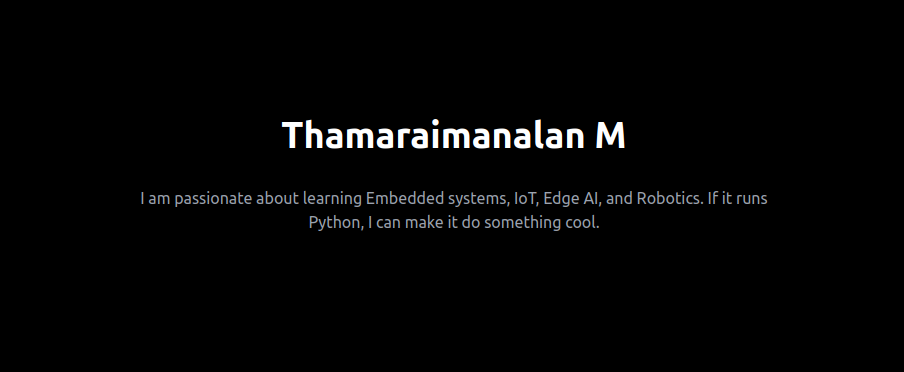 Thamaraimanalan M
I am passionate about learning Embedded systems, IoT, Edge AI, and Robotics. If it runs
Python, I can make it do something cool.